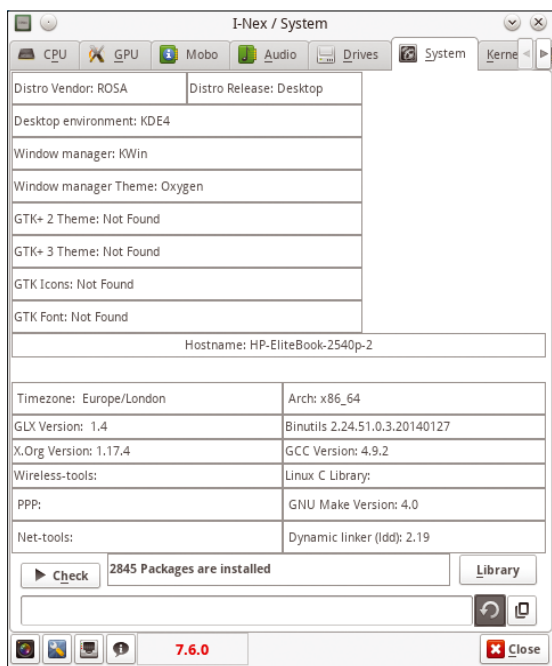 I-Nex / System
CPU GPU Mobo Audio Drives System Kerne
Distro Vendor: ROSA Distro Release: Desktop
Desktop environment: KDE4
Window manager: KWin
Window manager Theme: Oxygen
GTK+ 2 Theme: Not Found
GTK+ 3 Theme: Not Found
GTK Icons: Not Found
GTK Font: Not Found
Hostname: HP-EliteBook-2540p-2
Timezone: Europe/London Arch: x86_64
GLX Version: 1.4 Binutils 2.24.51.0.3.20140127
X.Org Version: 1.17.4 GCC Version: 4.9.2
Wireless-tools: Linux C Library:
PPP: GNU Make Version: 4.0
Net-tools: Dynamic linker (ldd): 2.19
Check 2845 Packages are installed Library
7.6.0 Close